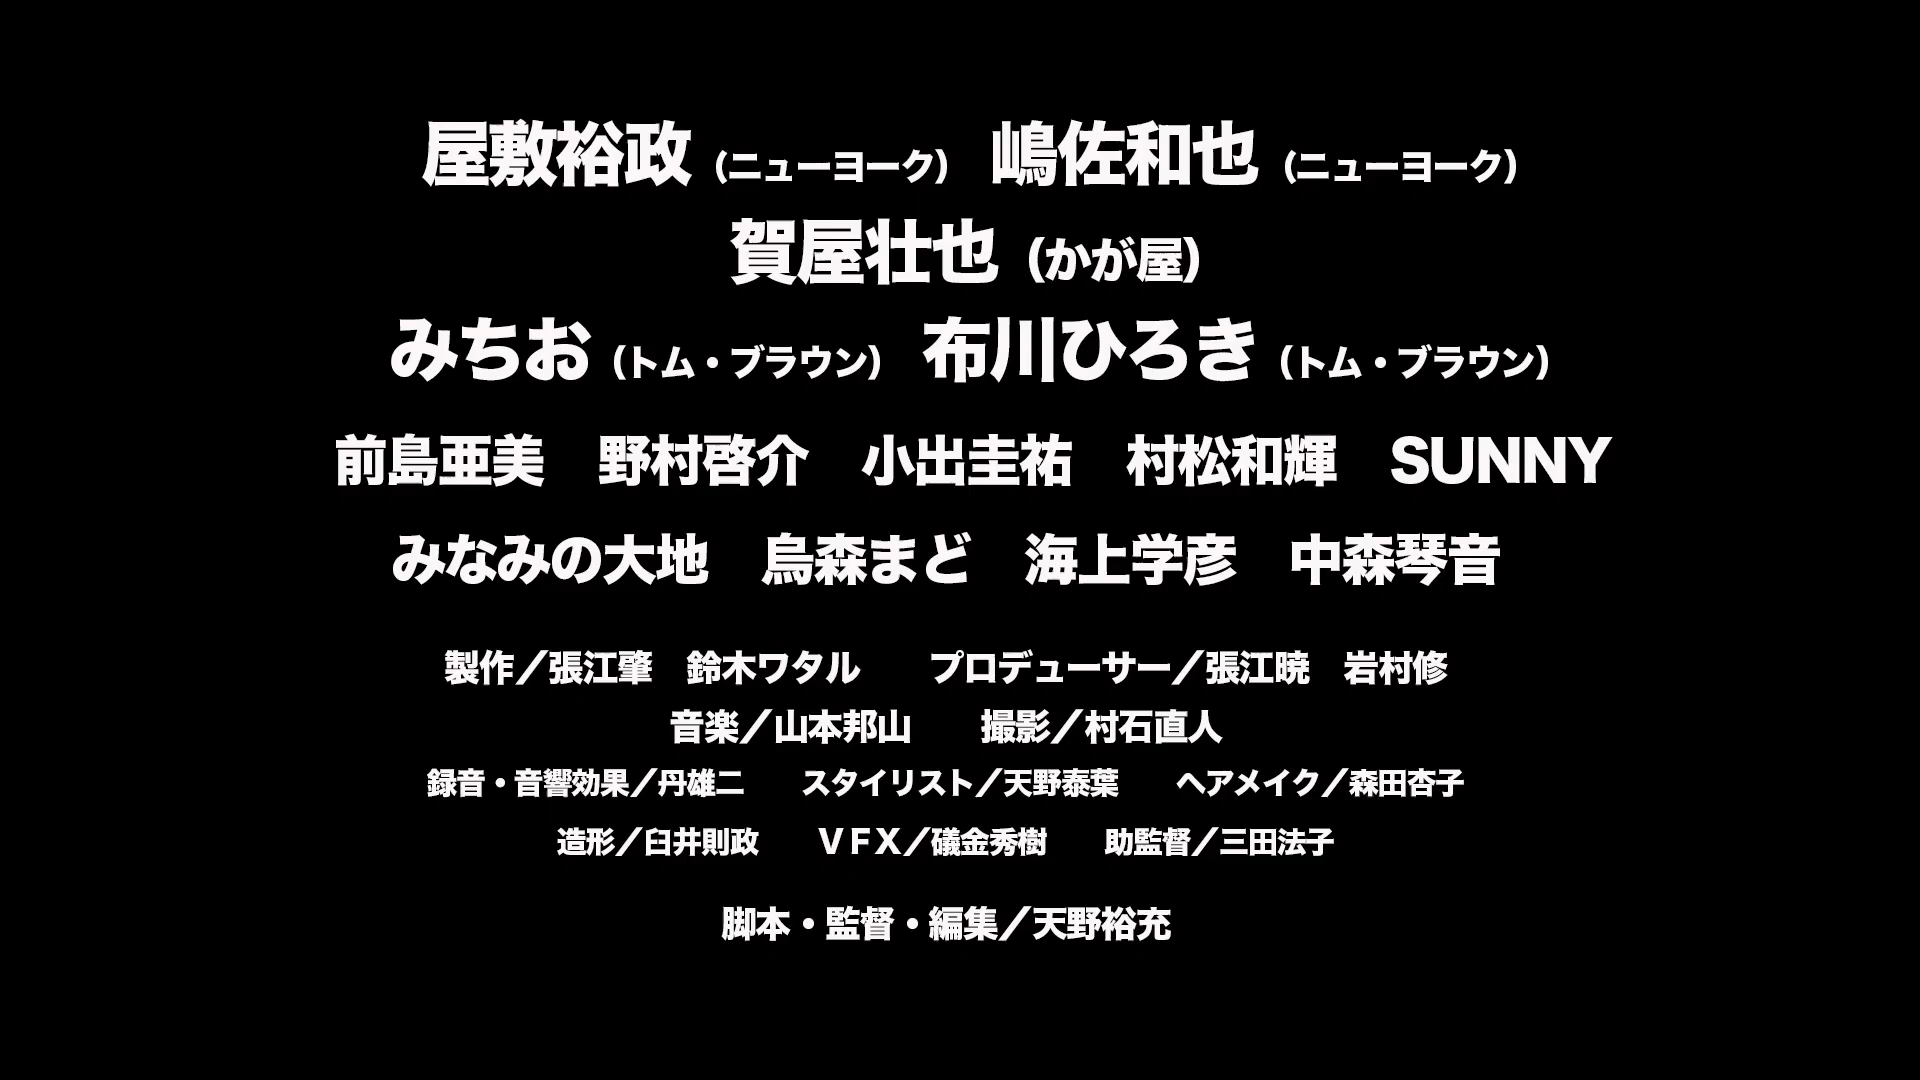 屋敷裕政（ニューヨーク）　嶋佐和也（ニューヨーク）
賀屋壮也（かが屋）
みちお（トム・ブラウン）　布川ひろき（トム・ブラウン）
前島亜美　野村啓介　小出圭祐　村松和輝　SUNNY
みなみの大地　烏森まど　海上学彦　中森琴音
製作／張江肇　鈴木ワタル　　プロデューサー／張江暁　岩村修
音楽／山本邦山　　撮影／村石直人
録音・音響効果／丹雄二　　スタイリスト／天野泰葉　　ヘアメイク／森田杏子
造形／臼井則政　　ＶＦＸ／礒金秀樹　　助監督／三田法子
脚本・監督・編集／天野裕充